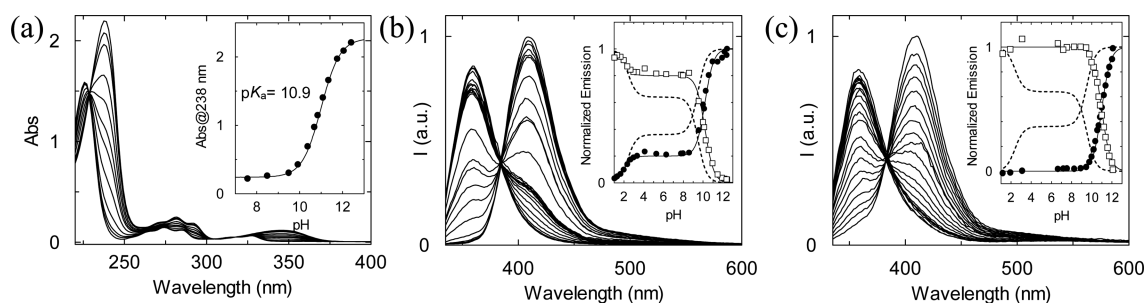 (a)
2
1
0
Abs
250
300
350
400
Wavelength (nm)
Abs@238 nm
2
1
0
pKₐ= 10.9
8
10
12
pH
(b)
1
0
I (a.u.)
400
500
600
Wavelength (nm)
Normalized Emission
1
0
2
4
6
8
10
12
pH
(c)
1
0
I (a.u.)
400
500
600
Wavelength (nm)
Normalized Emission
1
0
2
4
6
8
10
12
pH